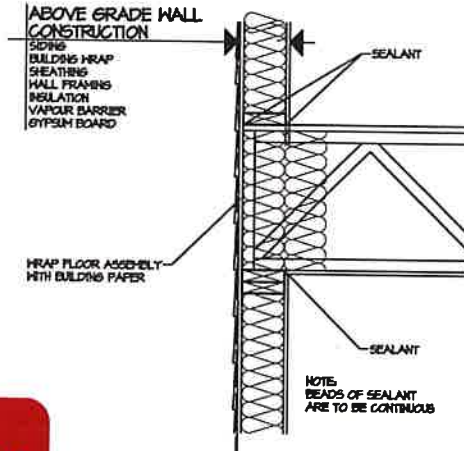 ABOVE GRADE WALL
CONSTRUCTION
SIDING
BUILDING WRAP
SHEATHING
WALL FRAMING
INSULATION
VAPOUR BARRIER
GYPSUM BOARD
SEALANT
WRAP FLOOR ASSEMBLY
WITH BUILDING PAPER
SEALANT
NOTE:
BEADS OF SEALANT
ARE TO BE CONTINUOUS